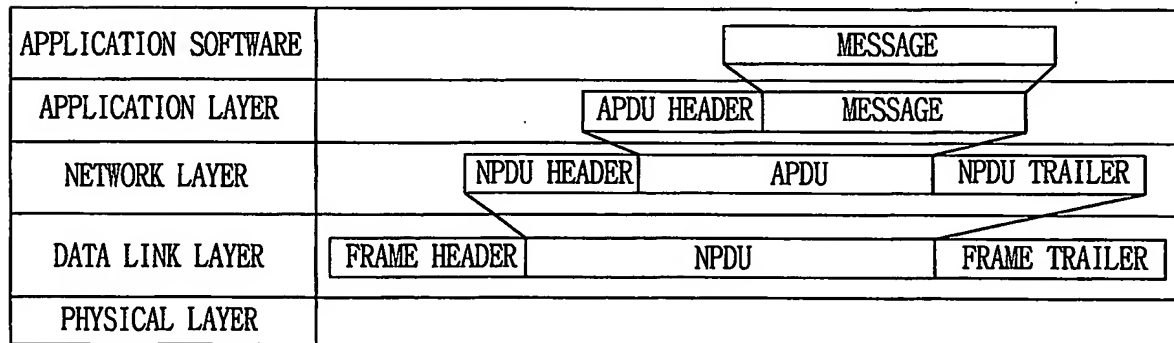 APPLICATION SOFTWARE MESSAGE
APPLICATION LAYER APDU HEADER MESSAGE
NETWORK LAYER NPDU HEADER APDU NPDU TRAILER
DATA LINK LAYER FRAME HEADER NPDU FRAME TRAILER
PHYSICAL LAYER